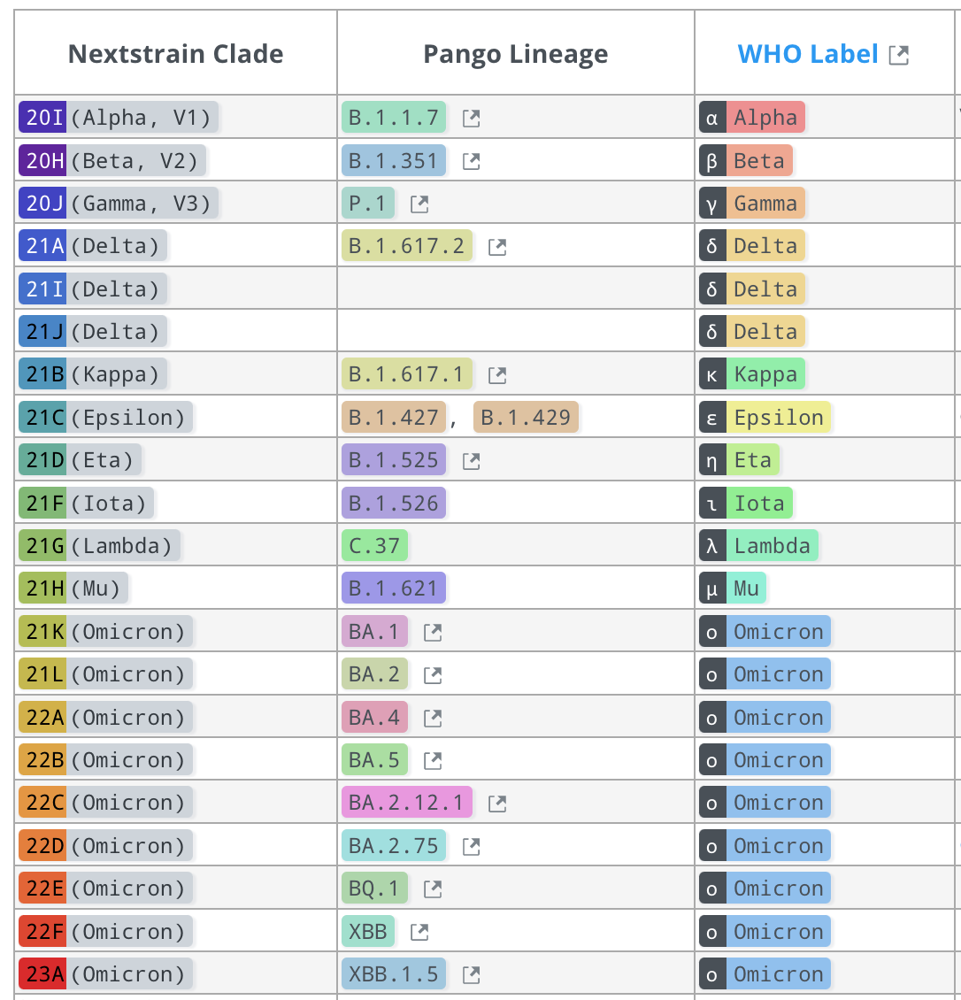 Nextstrain Clade Pango Lineage WHO Label
20I (Alpha, V1) B.1.1.7 α Alpha
20H (Beta, V2) B.1.351 β Beta
20J (Gamma, V3) P.1 γ Gamma
21A (Delta) B.1.617.2 δ Delta
21I (Delta) δ Delta
21J (Delta) δ Delta
21B (Kappa) B.1.617.1 κ Kappa
21C (Epsilon) B.1.427, B.1.429 ε Epsilon
21D (Eta) B.1.525 η Eta
21F (Iota) B.1.526 ι Iota
21G (Lambda) C.37 λ Lambda
21H (Mu) B.1.621 μ Mu
21K (Omicron) BA.1 ο Omicron
21L (Omicron) BA.2 ο Omicron
22A (Omicron) BA.4 ο Omicron
22B (Omicron) BA.5 ο Omicron
22C (Omicron) BA.2.12.1 ο Omicron
22D (Omicron) BA.2.75 ο Omicron
22E (Omicron) BQ.1 ο Omicron
22F (Omicron) XBB ο Omicron
23A (Omicron) XBB.1.5 ο Omicron